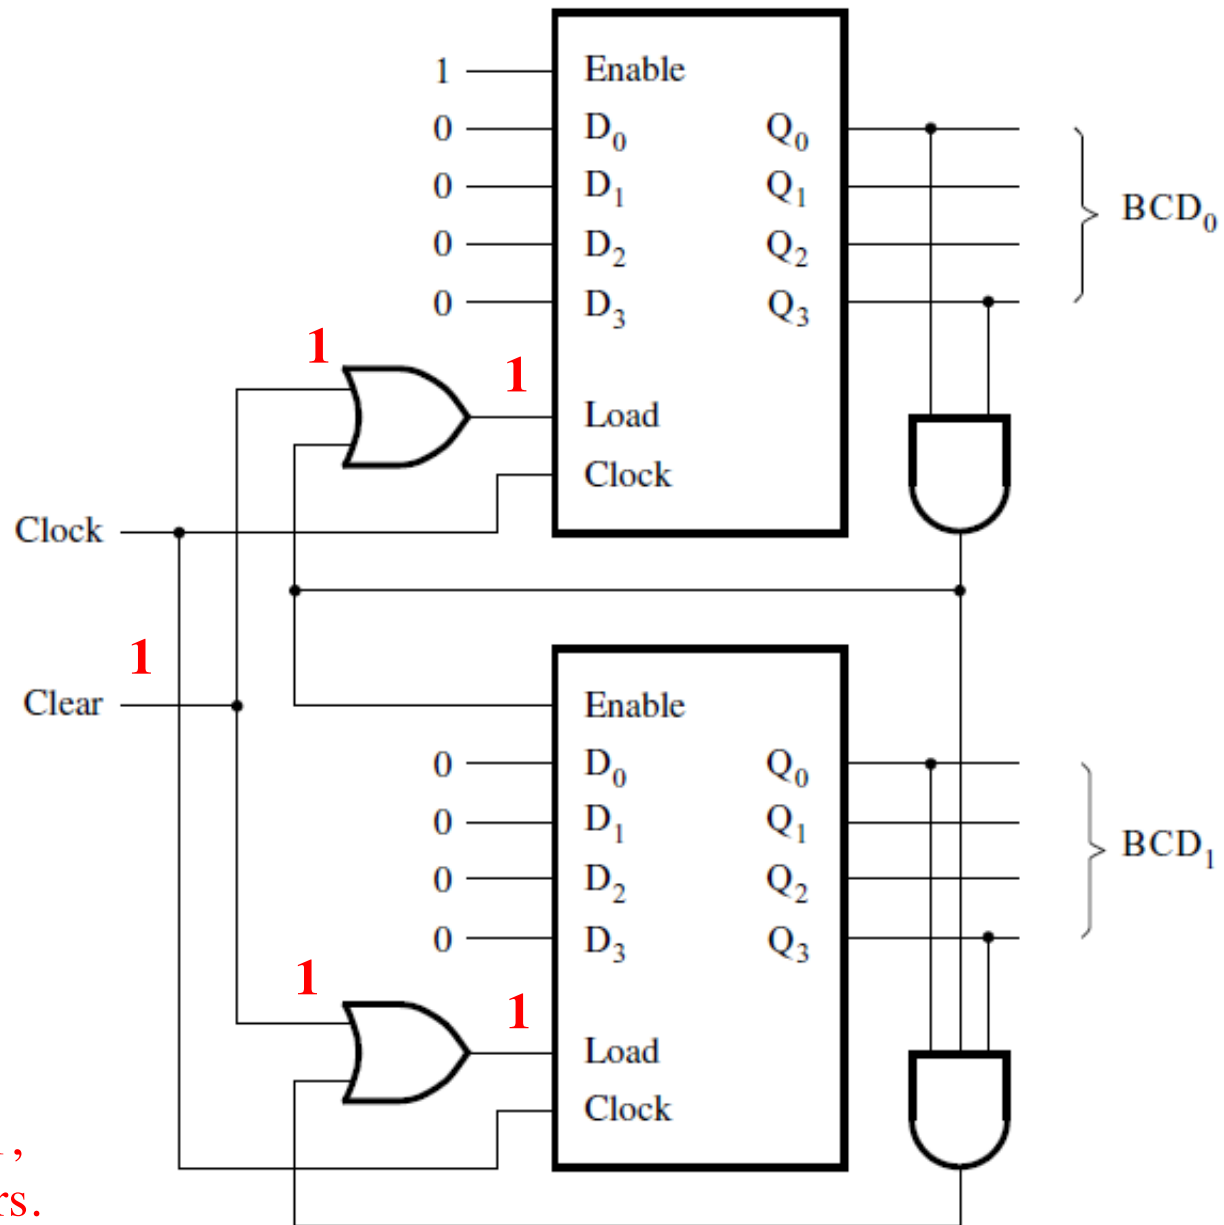 1 Enable
0 D0 Q0
0 D1 Q1 BCD0
0 D2 Q2
0 D3 Q3
1 1
Load
Clock
Clock
1
Clear Enable
0 D0 Q0
0 D1 Q1 BCD1
0 D2 Q2
0 D3 Q3
1 1
Load
Clock